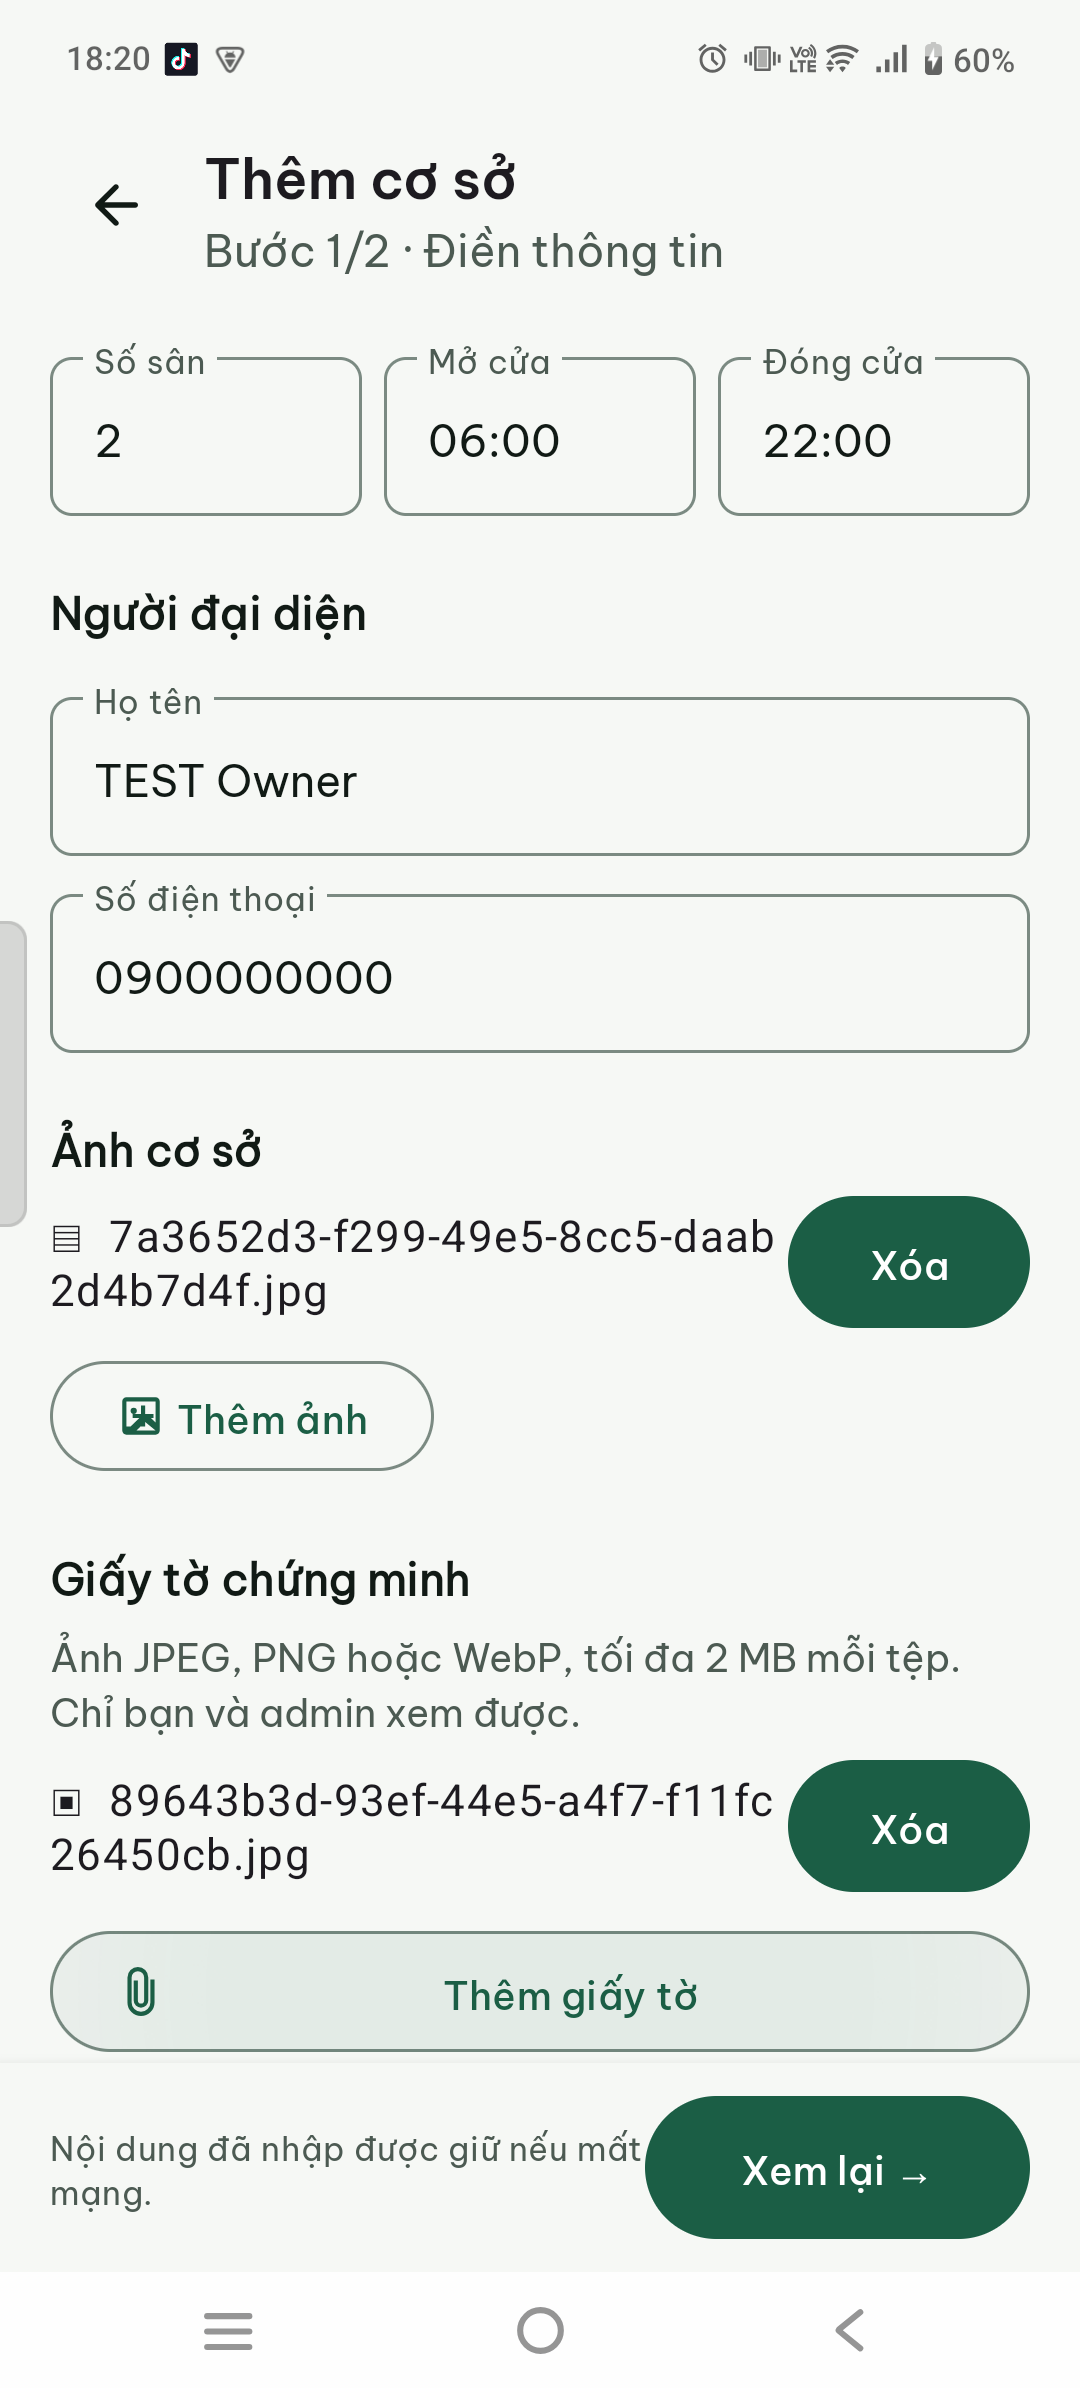 18:20
VoLTE 60%
Thêm cơ sở
Bước 1/2 · Điền thông tin
Số sân
Mở cửa
Đóng cửa
2
06:00
22:00
Người đại diện
Họ tên
TEST Owner
Số điện thoại
0900000000
Ảnh cơ sở
7a3652d3-f299-49e5-8cc5-daab
2d4b7d4f.jpg
Xóa
Thêm ảnh
Giấy tờ chứng minh
Ảnh JPEG, PNG hoặc WebP, tối đa 2 MB mỗi tệp.
Chỉ bạn và admin xem được.
89643b3d-93ef-44e5-a4f7-f11fc
26450cb.jpg
Xóa
Thêm giấy tờ
Nội dung đã nhập được giữ nếu mất
mạng.
Xem lại →